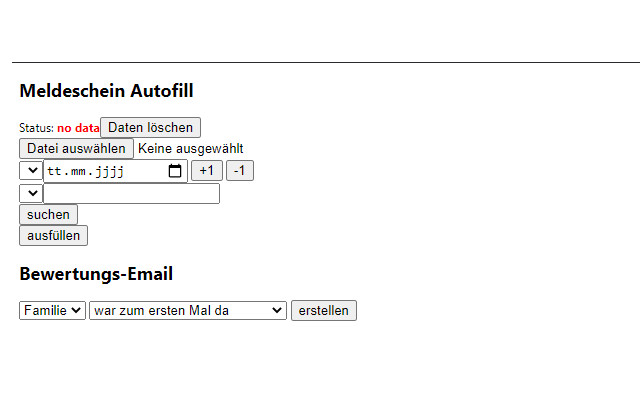 Meldeschein Autofill
Status: no data Daten löschen
Datei auswählen Keine ausgewählt
tt.mm.jjjj +1 -1
suchen
ausfüllen
Bewertungs-Email
Familie war zum ersten Mal da erstellen